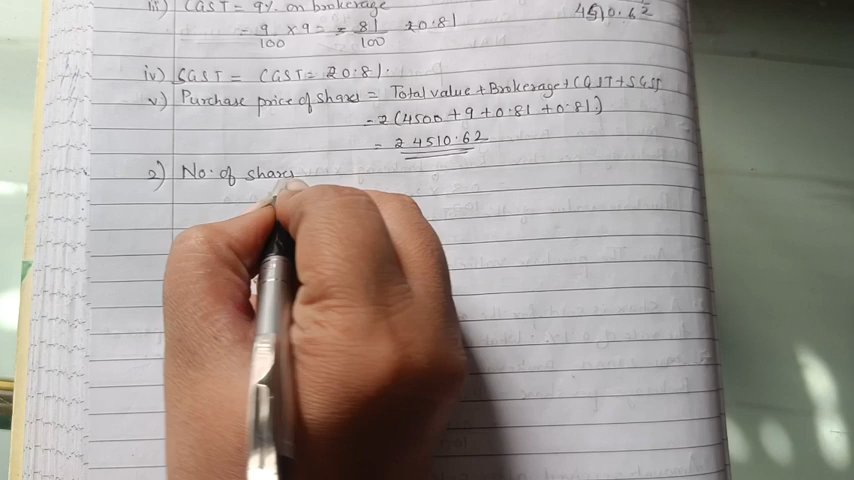 iii) CGST = 9% on brokerage
= 9/100 × 9 = = 81/100 ₹0.81
4510.62
iv) SGST = CGST = ₹0.81.
v) Purchase price of shares = Total value + Brokerage + CGST + SGST
= ₹(4500 + 9 + 0.81 + 0.81)
= ₹4510.62
2) No. of shares